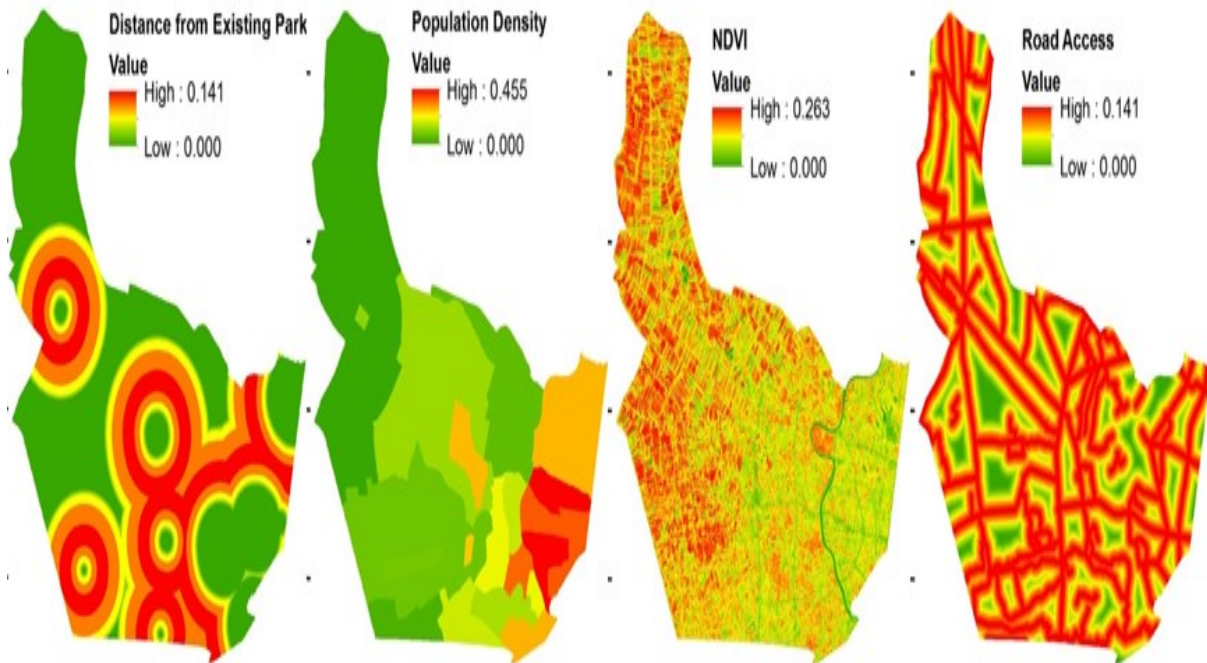 Distance from Existing Park
Value
High : 0.141
Low : 0.000
Population Density
Value
High : 0.455
Low : 0.000
NDVI
Value
High : 0.263
Low : 0.000
Road Access
Value
High : 0.141
Low : 0.000